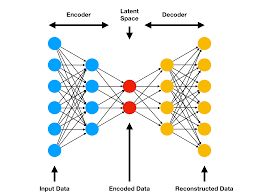 Encoder
Latent
Space
Decoder
Input Data
Encoded Data
Reconstructed Data